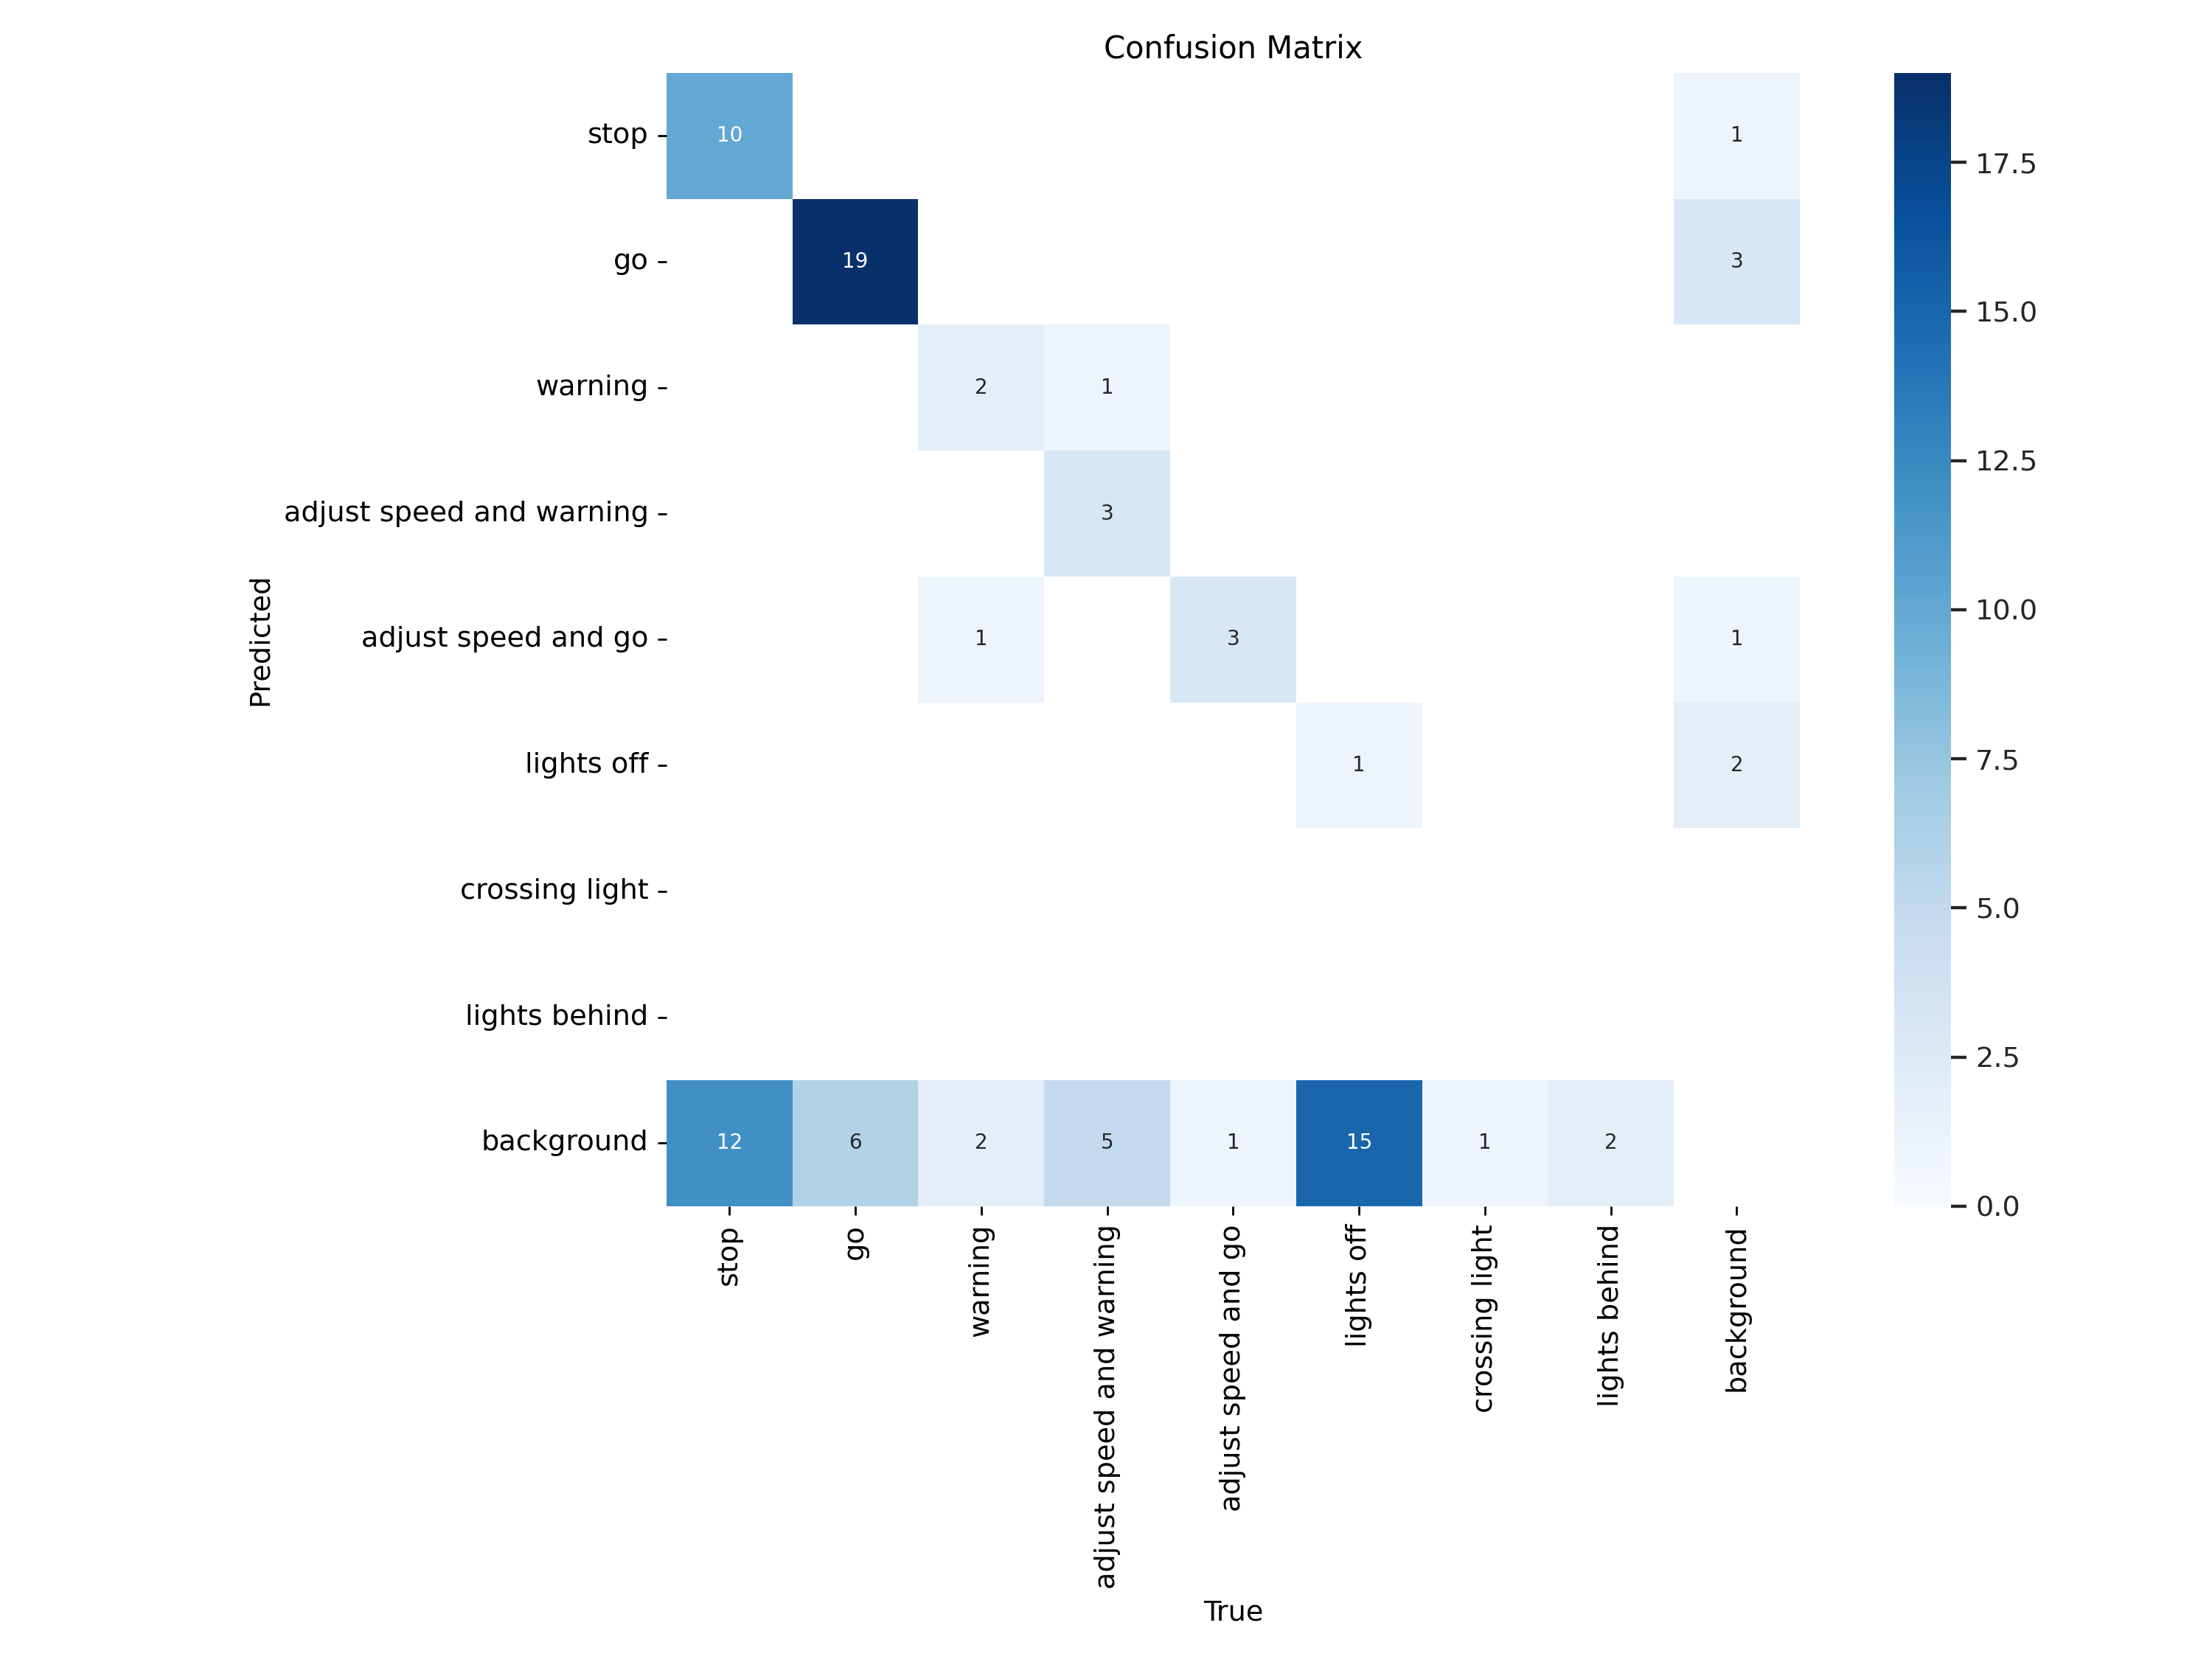 Confusion Matrix
stop
10
1
17.5
go
19
3
15.0
warning
2
1
12.5
adjust speed and warning
3
10.0
Predicted
adjust speed and go
1
3
1
lights off
1
2
7.5
crossing light
5.0
lights behind
2.5
background
12
6
2
5
1
15
1
2
0.0
stop
go
warning
adjust speed and warning
adjust speed and go
lights off
crossing light
lights behind
background
True